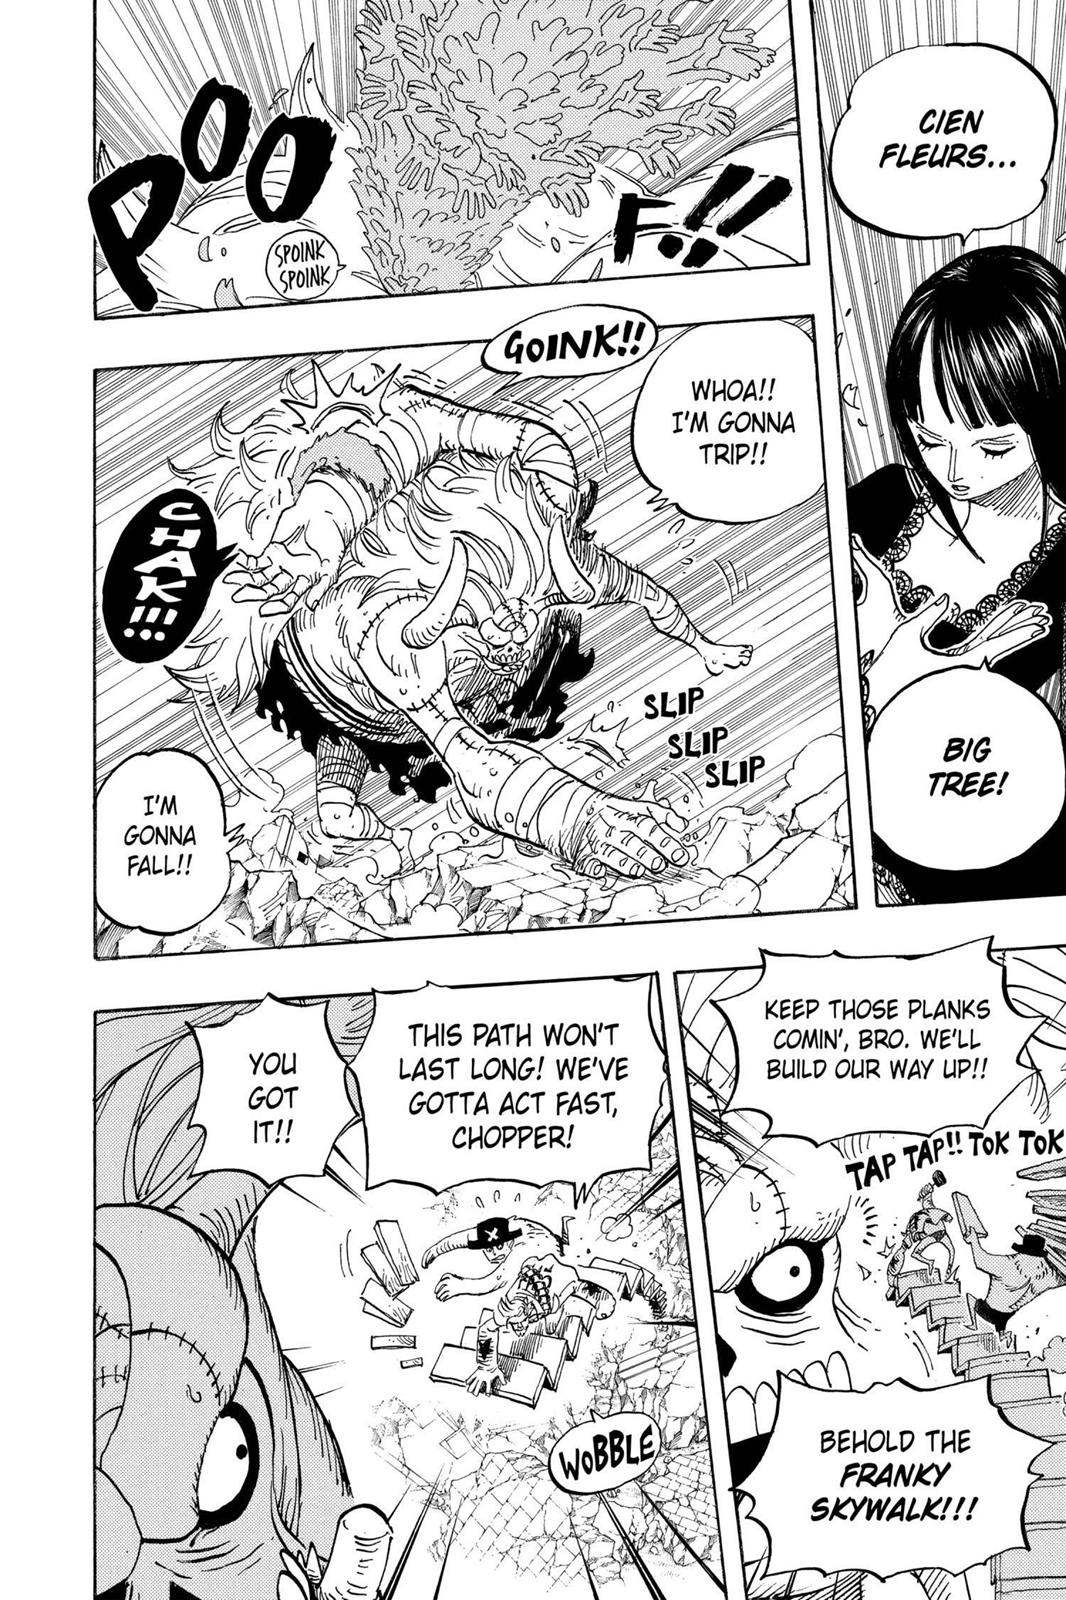 CIEN
FLEURS...
BIG
TREE!
POOF!!
SPOINK
SPOINK
GOINK!!
WHOA!!
I'M GONNA
TRIP!!
CHAK!!!
SLIP
SLIP
SLIP
I'M
GONNA
FALL!!
KEEP THOSE PLANKS
COMIN', BRO. WE'LL
BUILD OUR WAY UP!!
TAP TAP!! TOK TOK
BEHOLD THE
FRANKY
SKYWALK!!!
THIS PATH WON'T
LAST LONG! WE'VE
GOTTA ACT FAST,
CHOPPER!
YOU
GOT
IT!!
WOBBLE